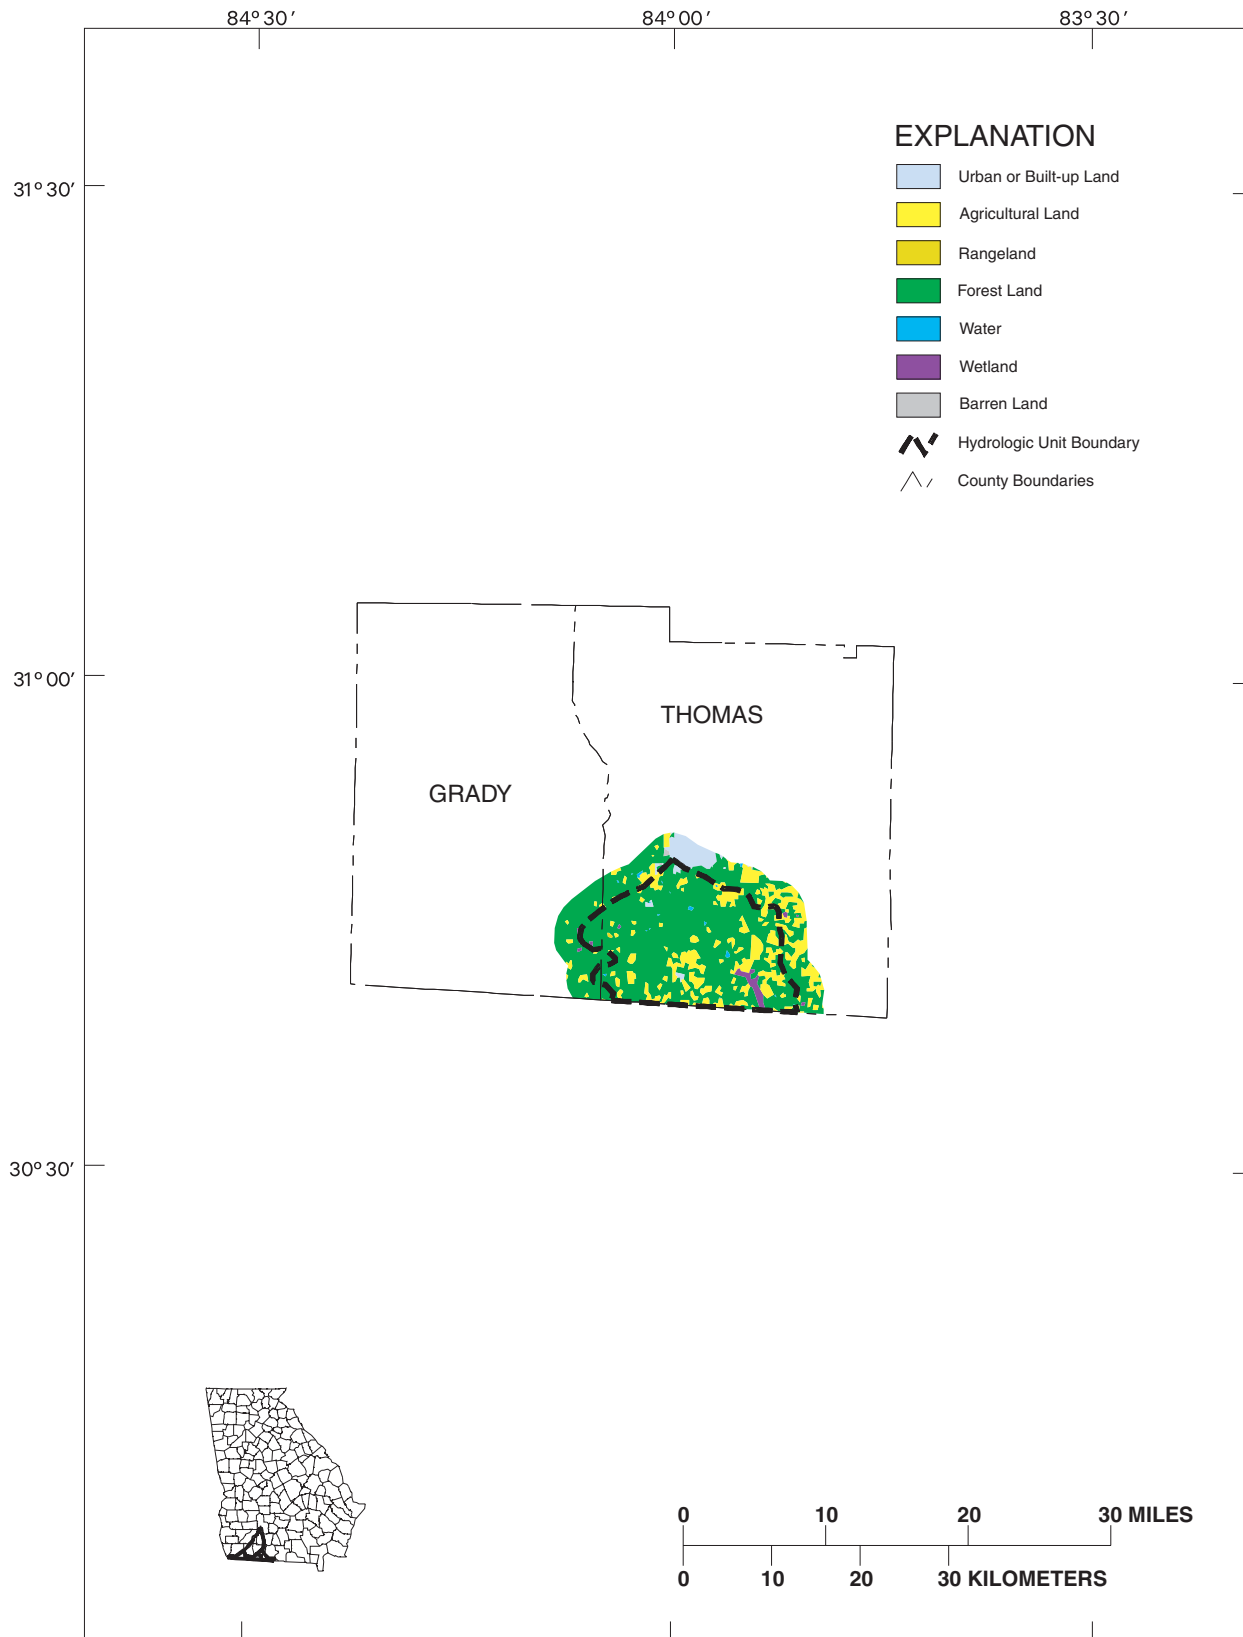 84° 30′ 84° 00′ 83° 30′
EXPLANATION
Urban or Built-up Land
31° 30′
Agricultural Land
Rangeland
Forest Land
Water
Wetland
Barren Land
Hydrologic Unit Boundary
County Boundaries
31° 00′
THOMAS
GRADY
30° 30′
0 10 20 30 MILES
0 10 20 30 KILOMETERS